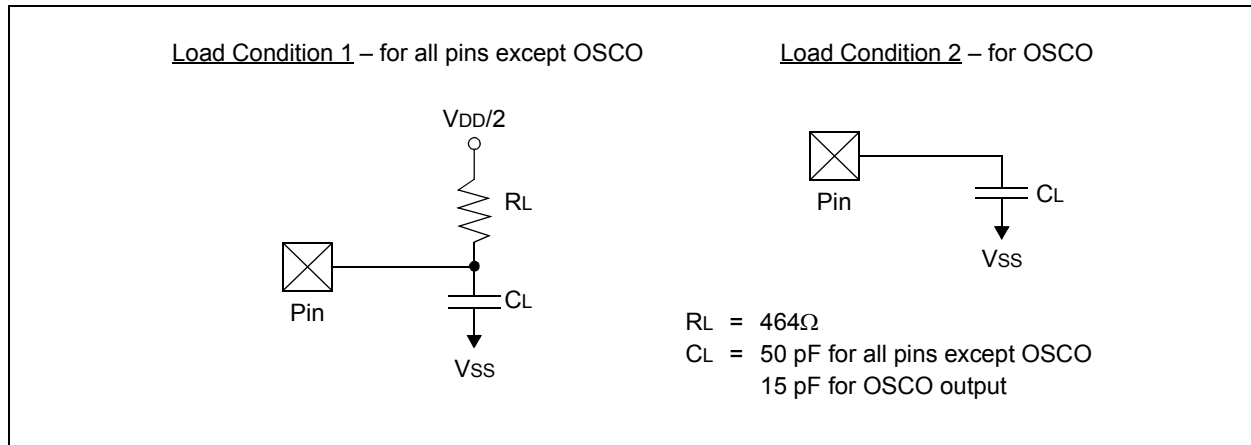 Load Condition 1 – for all pins except OSCO
VDD/2
RL
Pin
CL
VSS
Load Condition 2 – for OSCO
Pin
CL
VSS
RL = 464Ω
CL = 50 pF for all pins except OSCO
15 pF for OSCO output